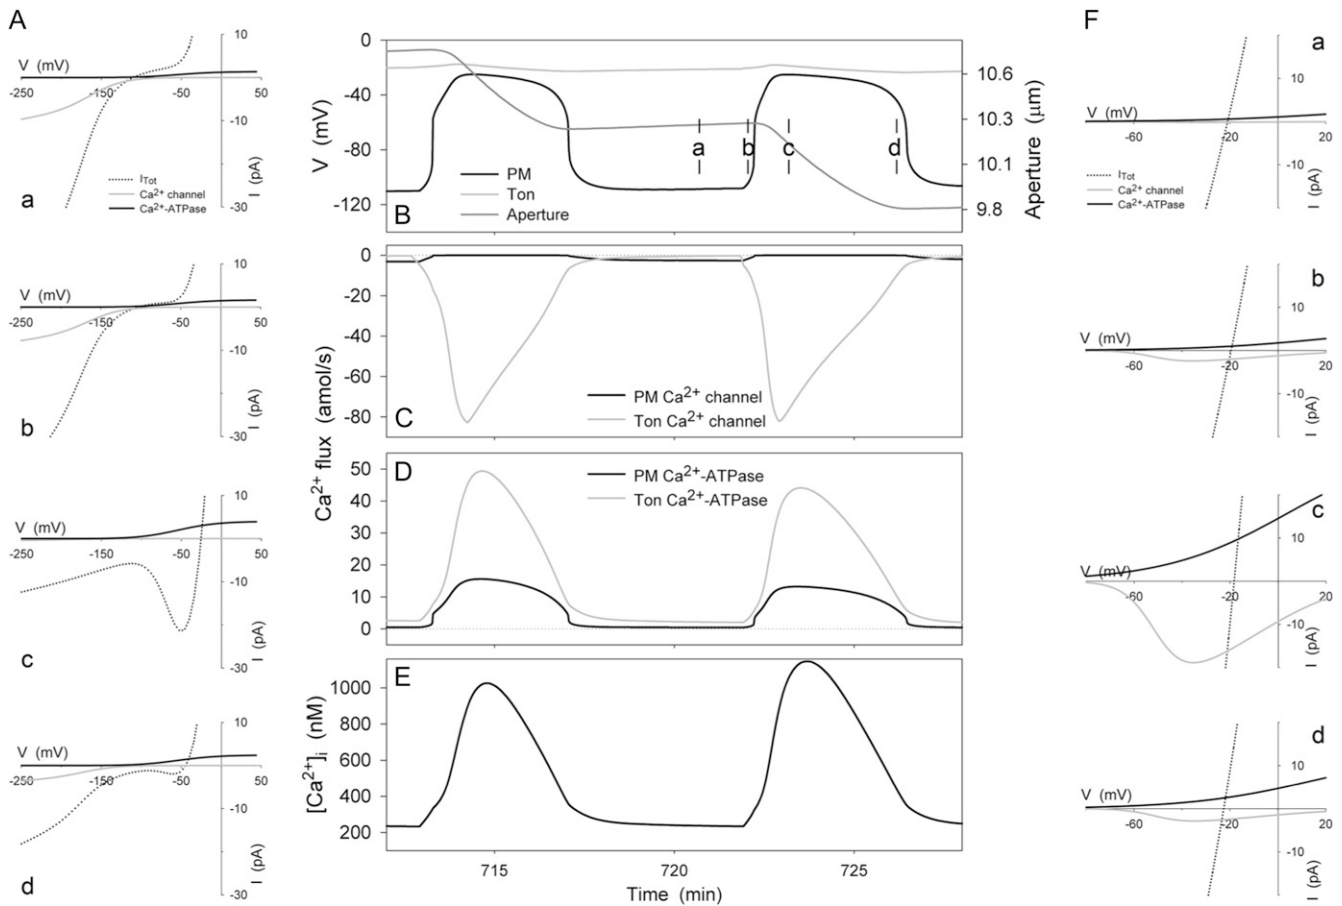 A
10
V (mV)
-250 -150 -50 50
-10
I (pA)
-30
I_Tot
Ca2+ channel
Ca2+-ATPase
a
10
V (mV)
-250 -150 -50 50
-10
I (pA)
-30
b
10
V (mV)
-250 -150 -50 50
-10
I (pA)
-30
c
10
V (mV)
-250 -150 -50 50
-10
I (pA)
-30
d
0
-40
-80
-120
V (mV)
10.6
10.3
10.1
9.8
Aperture (μm)
a b c d
PM
Ton
Aperture
B
0
-20
-40
-60
-80
PM Ca2+ channel
Ton Ca2+ channel
C
Ca2+ flux (amol/s)
50
40
30
20
10
0
D
PM Ca2+-ATPase
Ton Ca2+-ATPase
E
1000
800
600
400
200
[Ca2+]i (nM)
715 720 725
Time (min)
F
a
10
V (mV)
-60 -20 20
-10
I (pA)
I_Tot
Ca2+ channel
Ca2+-ATPase
b
10
V (mV)
-60 -20 20
-10
I (pA)
c
10
V (mV)
-60 -20 20
-10
I (pA)
d
10
V (mV)
-60 -20 20
-10
I (pA)